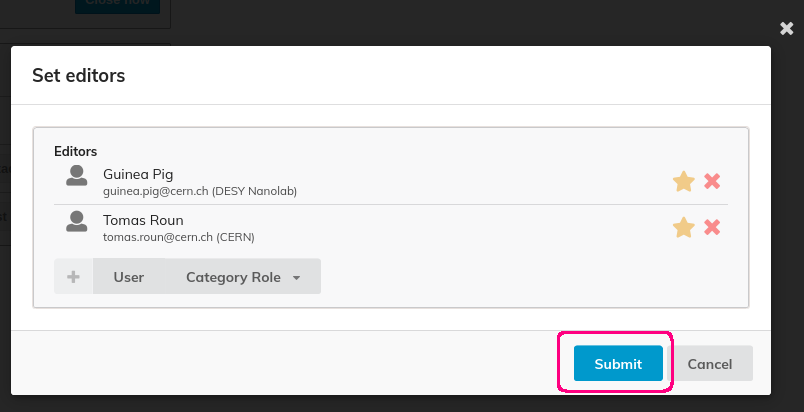 Close now
Set editors
Editors
Guinea Pig
guinea.pig@cern.ch (DESY Nanolab)
Tomas Roun
tomas.roun@cern.ch (CERN)
User
Category Role
Submit
Cancel